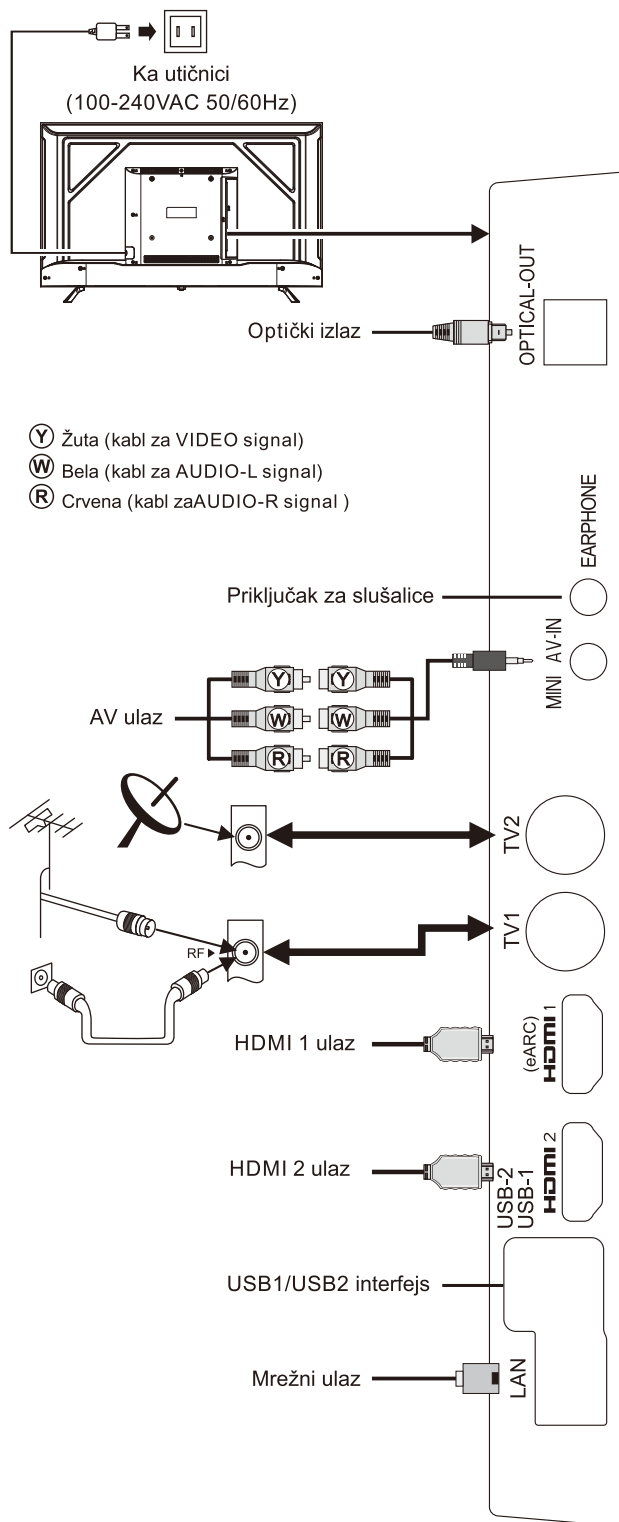 Ka utičnici
(100-240VAC 50/60Hz)
OPTICAL-OUT
Optički izlaz
Y Žuta (kabl za VIDEO signal)
W Bela (kabl za AUDIO-L signal)
R Crvena (kabl zaAUDIO-R signal )
EARPHONE
Priključak za slušalice
MINI AV-IN
AV ulaz
Y Y
W W
R R
TV2
TV1
RF
HDMI 1 ulaz
(eARC)
HDMI 1
HDMI 2 ulaz
HDMI 2
USB-2
USB-1
USB1/USB2 interfejs
Mrežni ulaz
LAN